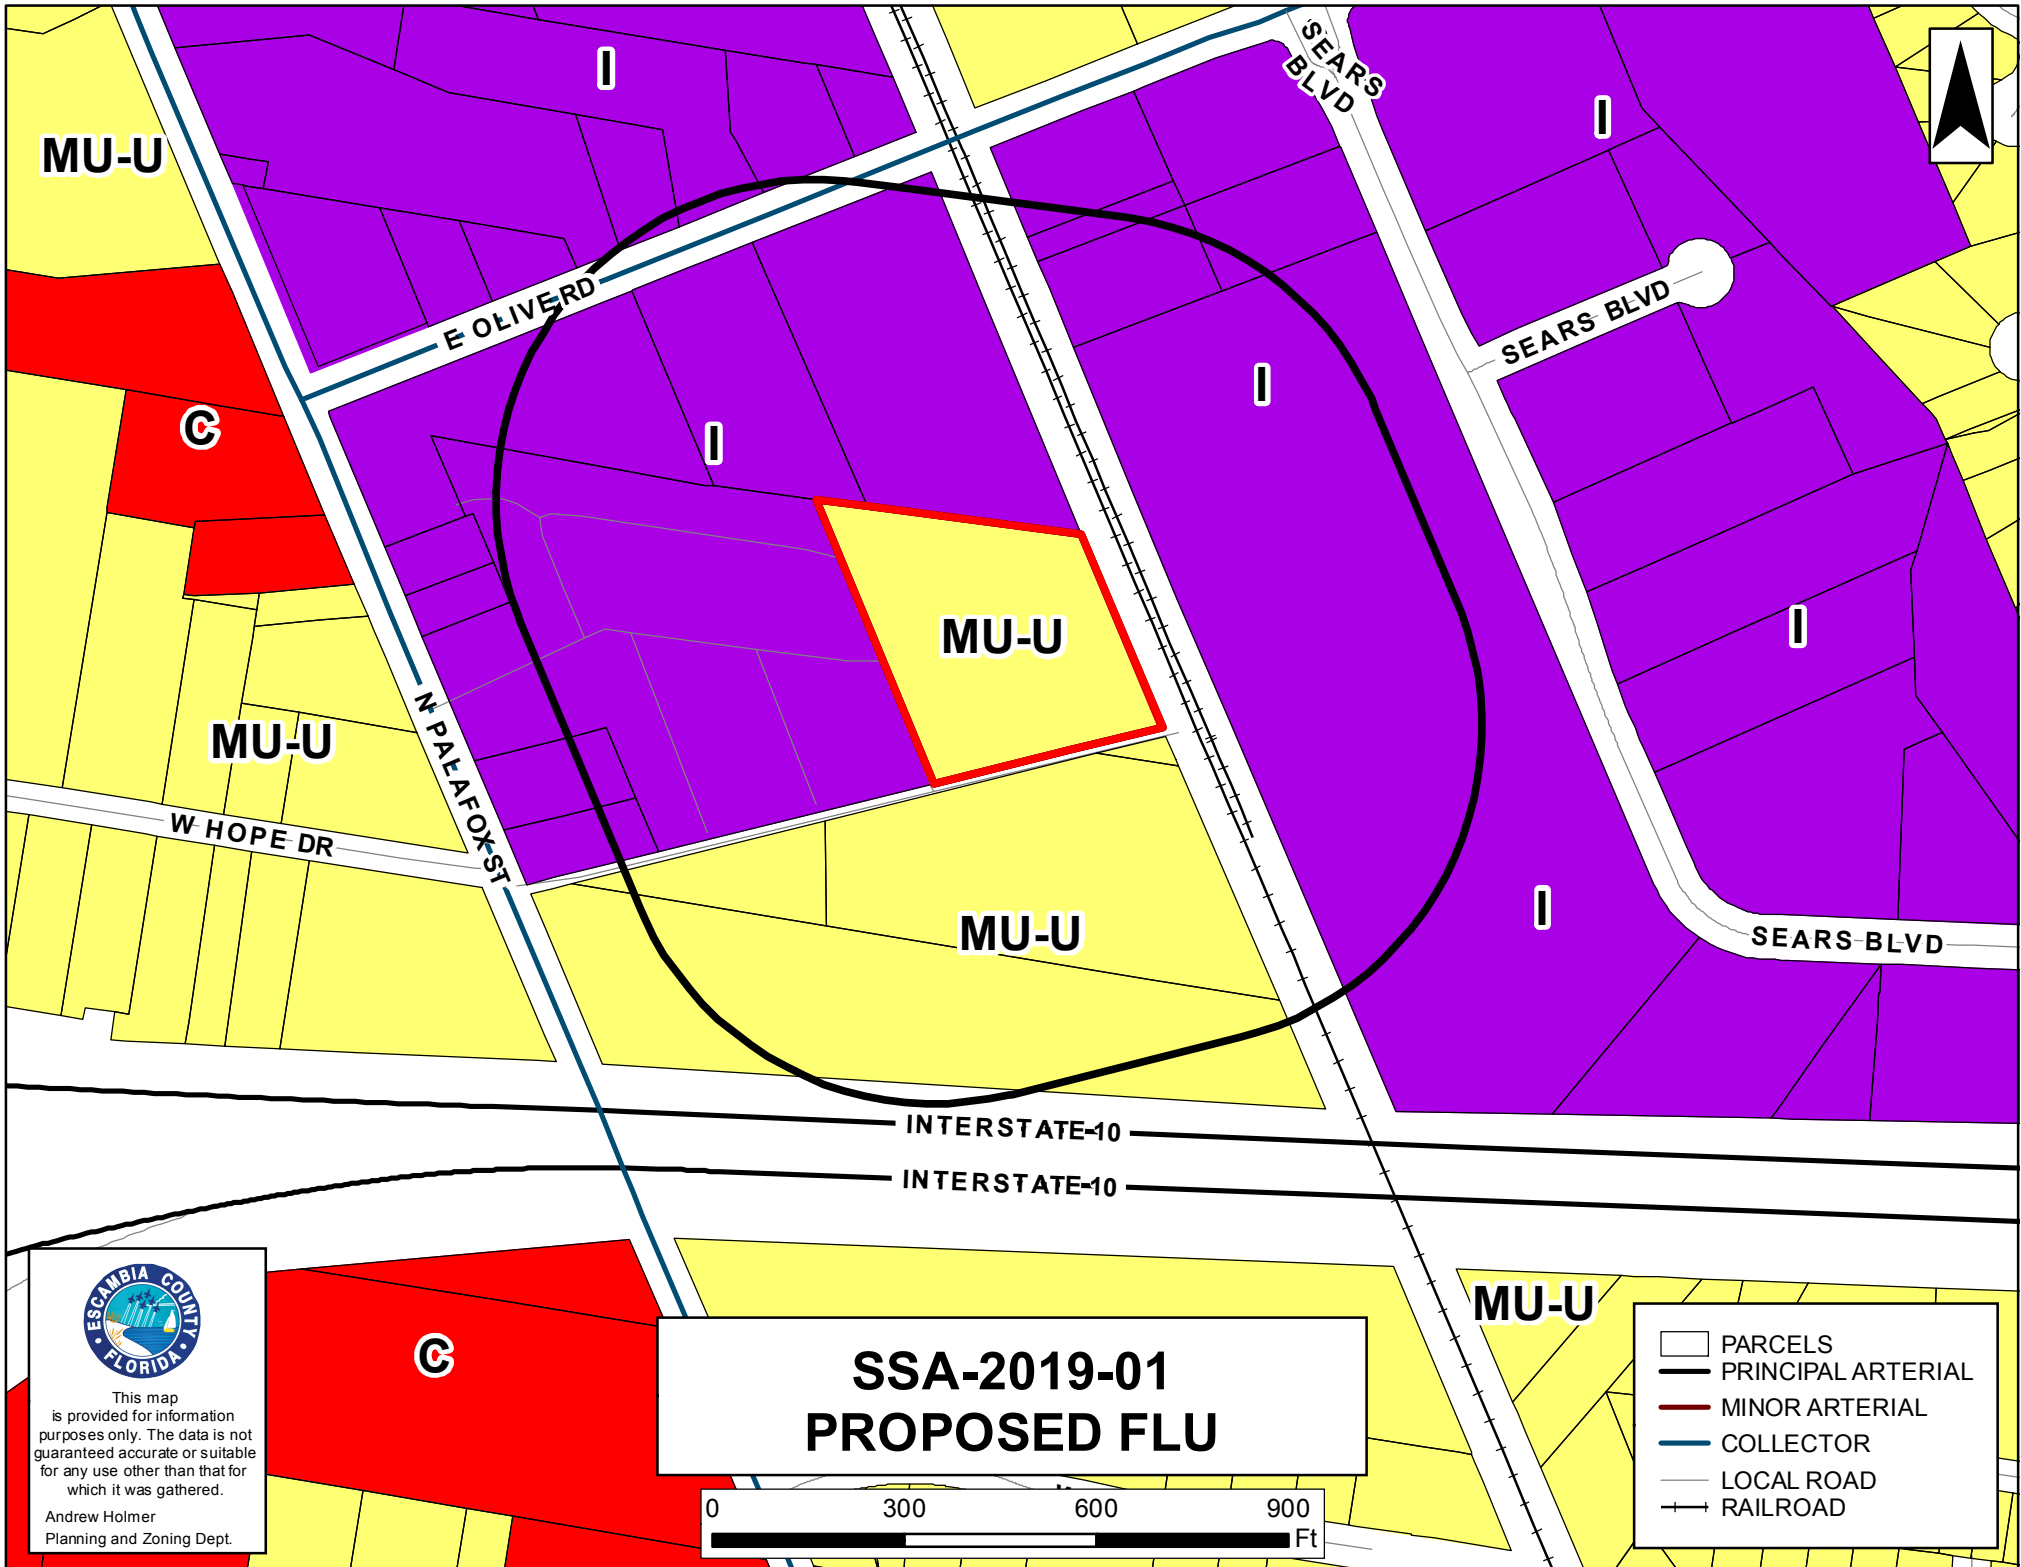 I
SEARS
BLVD
I
MU-U
E OLIVE RD
SEARS BLVD
C
I
I
MU-U
I
N PALAFOX ST
MU-U
W HOPE DR
MU-U
I
SEARS BLVD
INTERSTATE 10
INTERSTATE 10
MU-U
C
ESCAMBIA COUNTY
FLORIDA
This map
is provided for information
purposes only. The data is not
guaranteed accurate or suitable
for any use other than that for
which it was gathered.
Andrew Holmer
Planning and Zoning Dept.
SSA-2019-01
PROPOSED FLU
0 300 600 900
Ft
PARCELS
PRINCIPAL ARTERIAL
MINOR ARTERIAL
COLLECTOR
LOCAL ROAD
RAILROAD